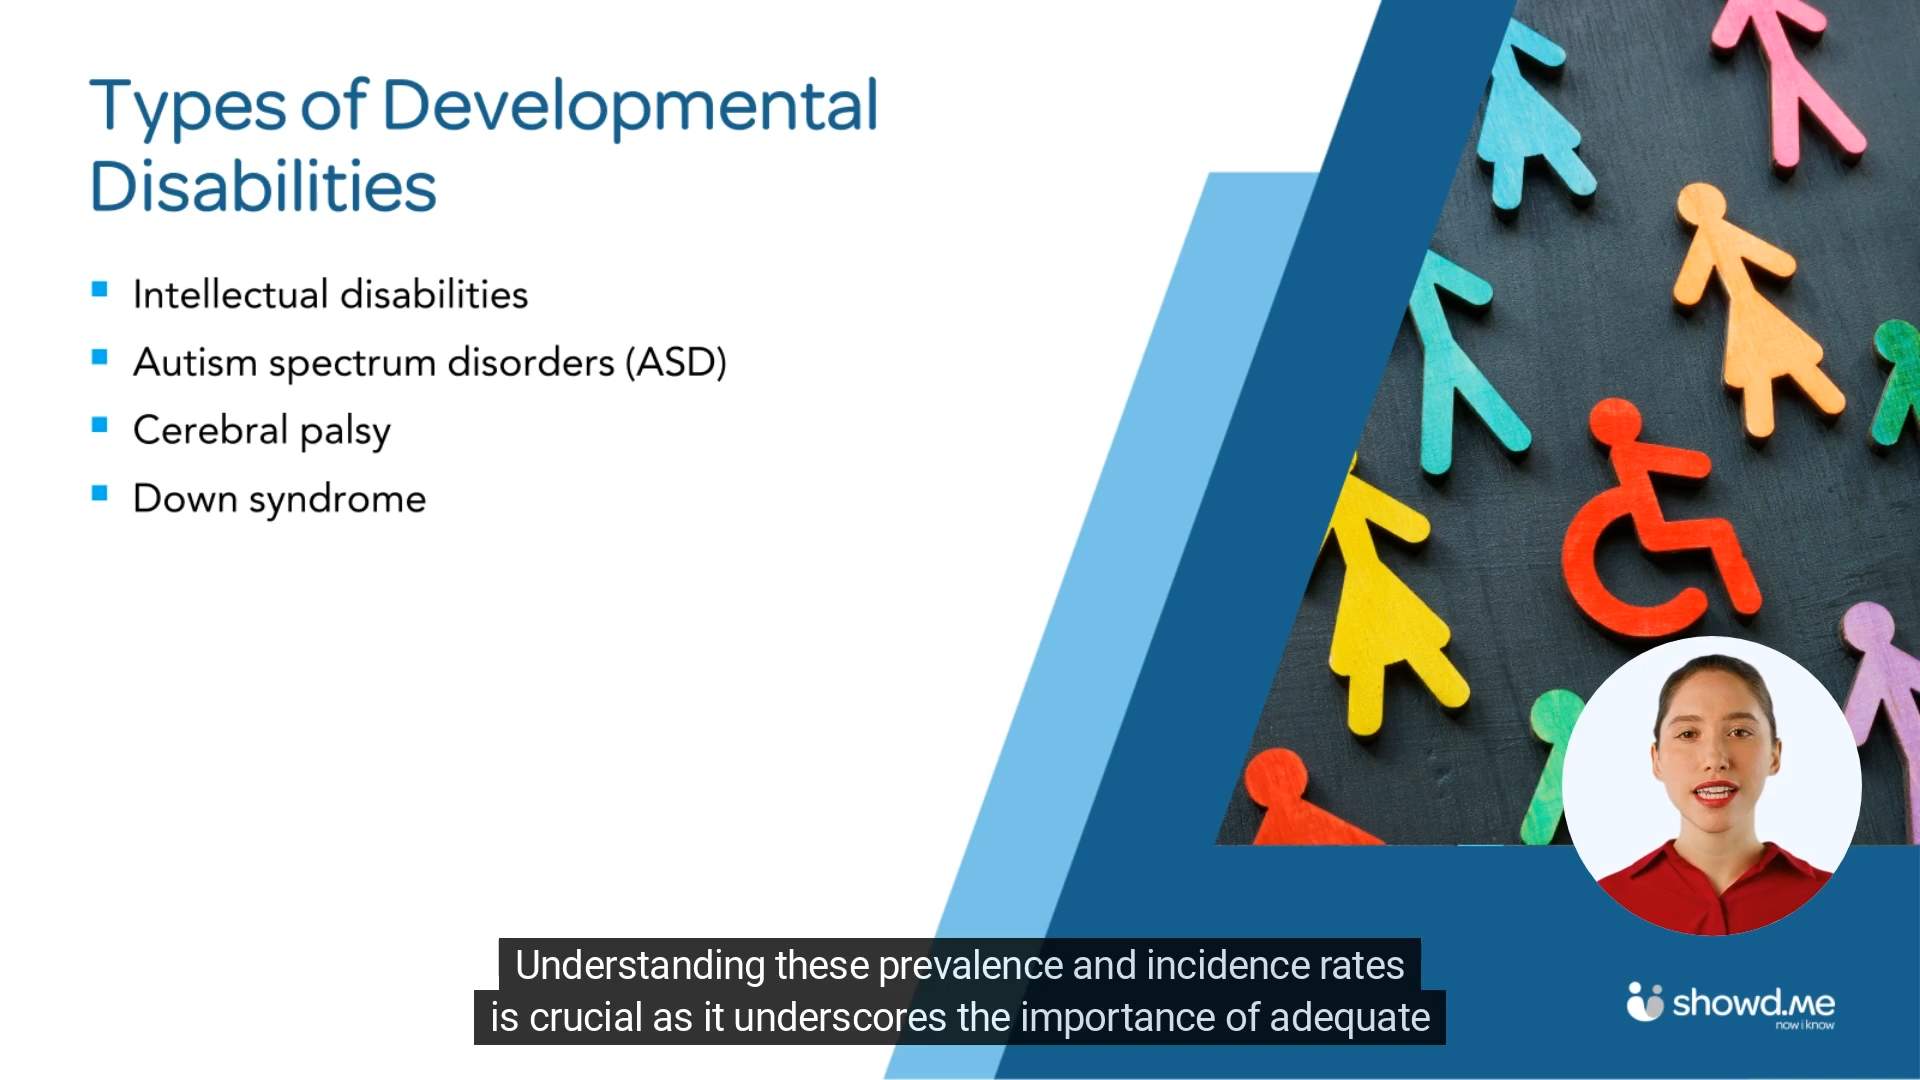 Types of Developmental
Disabilities
Intellectual disabilities
Autism spectrum disorders (ASD)
Cerebral palsy
Down syndrome
Understanding these prevalence and incidence rates
is crucial as it underscores the importance of adequate
showd.me
now i know